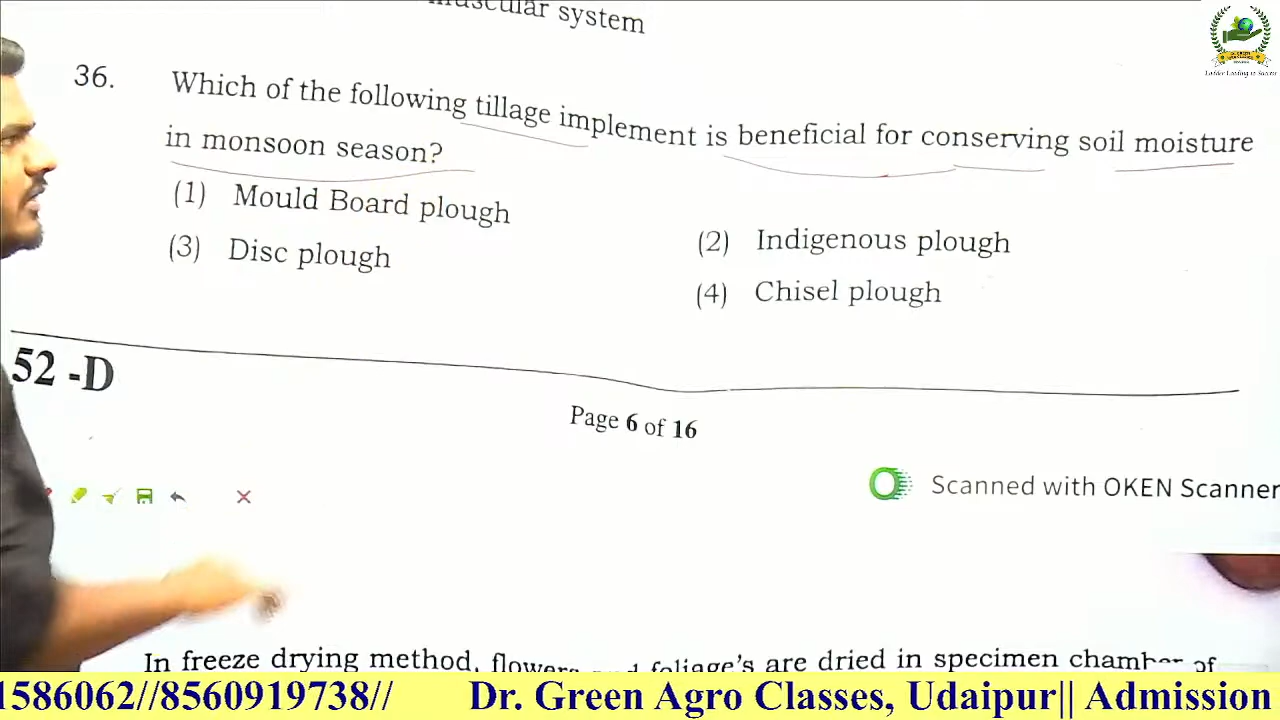 muscular system
36. Which of the following tillage implement is beneficial for conserving soil moisture
in monsoon season?
(1) Mould Board plough
(2) Indigenous plough
(3) Disc plough
(4) Chisel plough
52 -D
Page 6 of 16
Scanned with OKEN Scanner
In freeze drying method, flowers and foliage's are dried in specimen chamber of
1586062//8560919738// Dr. Green Agro Classes, Udaipur|| Admission